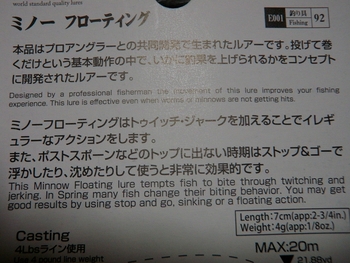 world standard quality lures
ミノー フローティング
E001 釣り具 Fishing 92
本品はプロアングラーとの共同開発で生まれたルアーです。投げて巻
くだけという基本動作の中で、いかに釣果を上げられるかをコンセプト
に開発されたルアーです。
Designed by a professional fisherman the movement of this lure improves your fishing
experience. This lure is effective even when worms or minnows are not getting hits.
ミノーフローティングはトゥイッチ・ジャークを加えることでイレギ
ュラーなアクションをします。
また、ポストスポーンなどのトップに出ない時期はストップ&ゴーで
浮かしたり、沈めたりして使うと非常に効果的です。
This Minnow Floating lure tempts fish to bite through twitching and
jerking. In Spring many fish change their biting behavior. You may get
good results by using stop and go, sinking or a floating action.
Length:7cm(app:2-3/4in.)
Weight:4g(app:1/8oz.)
Casting
4Lbsライン使用
pound line weight
MAX:20m
21.88yd